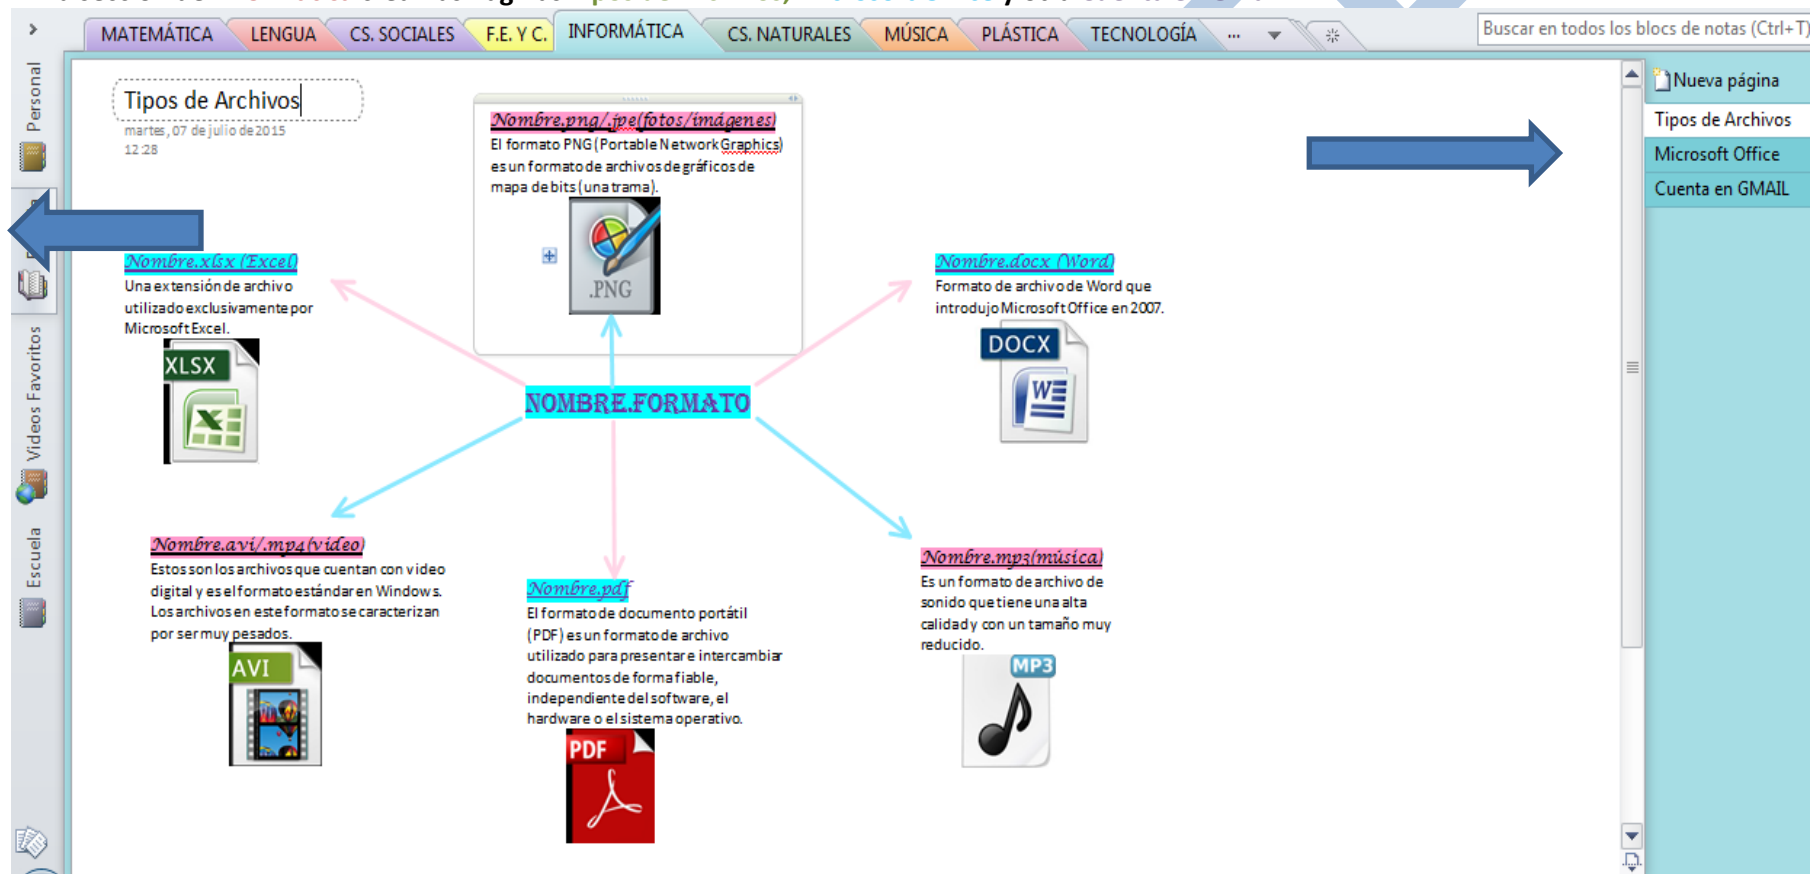 MATEMÁTICA LENGUA CS. SOCIALES F.E. Y C. INFORMÁTICA CS. NATURALES MÚSICA PLÁSTICA TECNOLOGÍA ...
Buscar en todos los blocs de notas (Ctrl+T)
Personal
Videos Favoritos
Escuela
Tipos de Archivos
martes, 07 de julio de 2015
12:28
Nombre.png/.jpe(fotos/imágenes)
El formato PNG (Portable Network Graphics)
es un formato de archivos de gráficos de
mapa de bits (una trama).
.PNG
Nombre.xlsx (Excel)
Una extensión de archivo
utilizado exclusivamente por
Microsoft Excel.
XLSX
Nombre.docx (Word)
Formato de archivo de Word que
introdujo Microsoft Office en 2007.
DOCX
W
NOMBRE.FORMATO
Nombre.avi/.mp4(video)
Estos son los archivos que cuentan con video
digital y es el formato estándar en Windows.
Los archivos en este formato se caracterizan
por ser muy pesados.
AVI
Nombre.pdf
El formato de documento portátil
(PDF) es un formato de archivo
utilizado para presentar e intercambiar
documentos de forma fiable,
independiente del software, el
hardware o el sistema operativo.
PDF
Nombre.mp3(música)
Es un formato de archivo de
sonido que tiene una alta
calidad y con un tamaño muy
reducido.
MP3
Nueva página
Tipos de Archivos
Microsoft Office
Cuenta en GMAIL